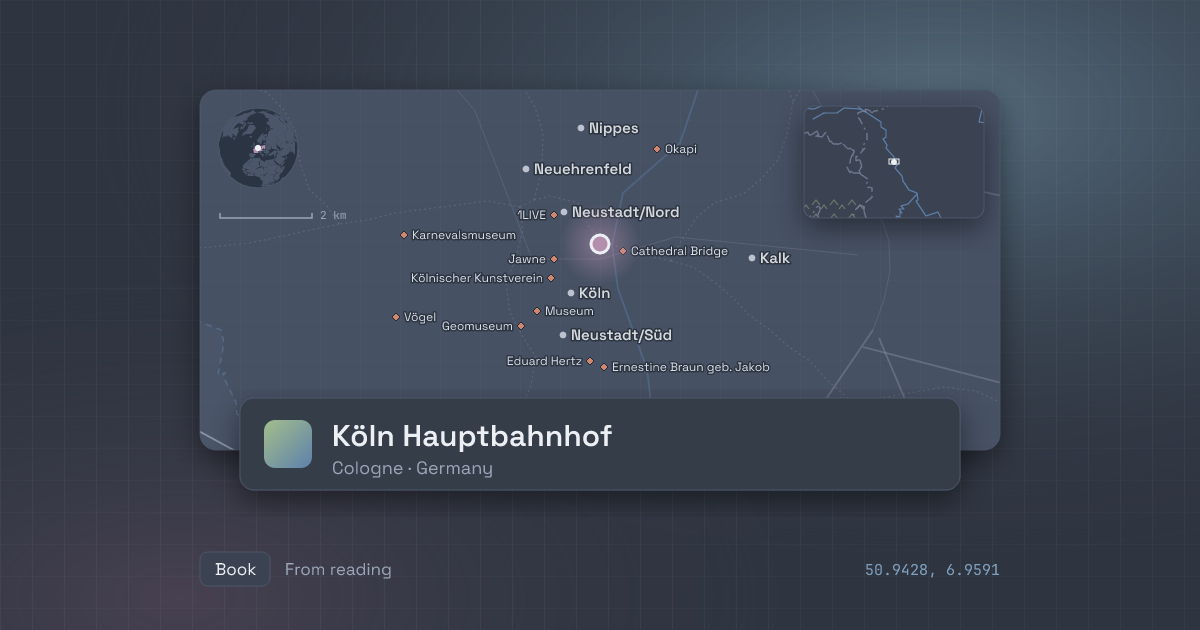 Nippes
Okapi
Neuehrenfeld
2 km
1LIVE
Neustadt/Nord
Karnevalsmuseum
Cathedral Bridge
Jawne
Kalk
Kölnischer Kunstverein
Köln
Museum
Vögel
Geomuseum
Neustadt/Süd
Eduard Hertz
Ernestine Braun geb. Jakob
Köln Hauptbahnhof
Cologne · Germany
Book
From reading
50.9428, 6.9591